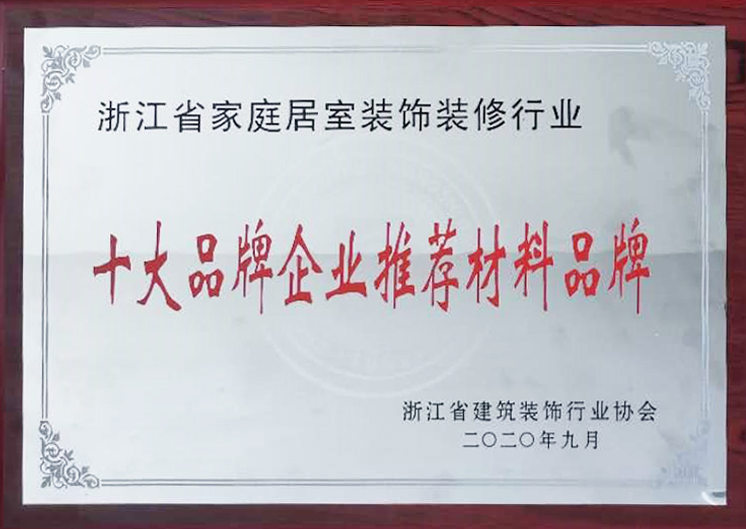 浙江省家庭居室装饰装修行业
十大品牌企业推荐材料品牌
浙江省建筑装饰行业协会
二〇二〇年九月